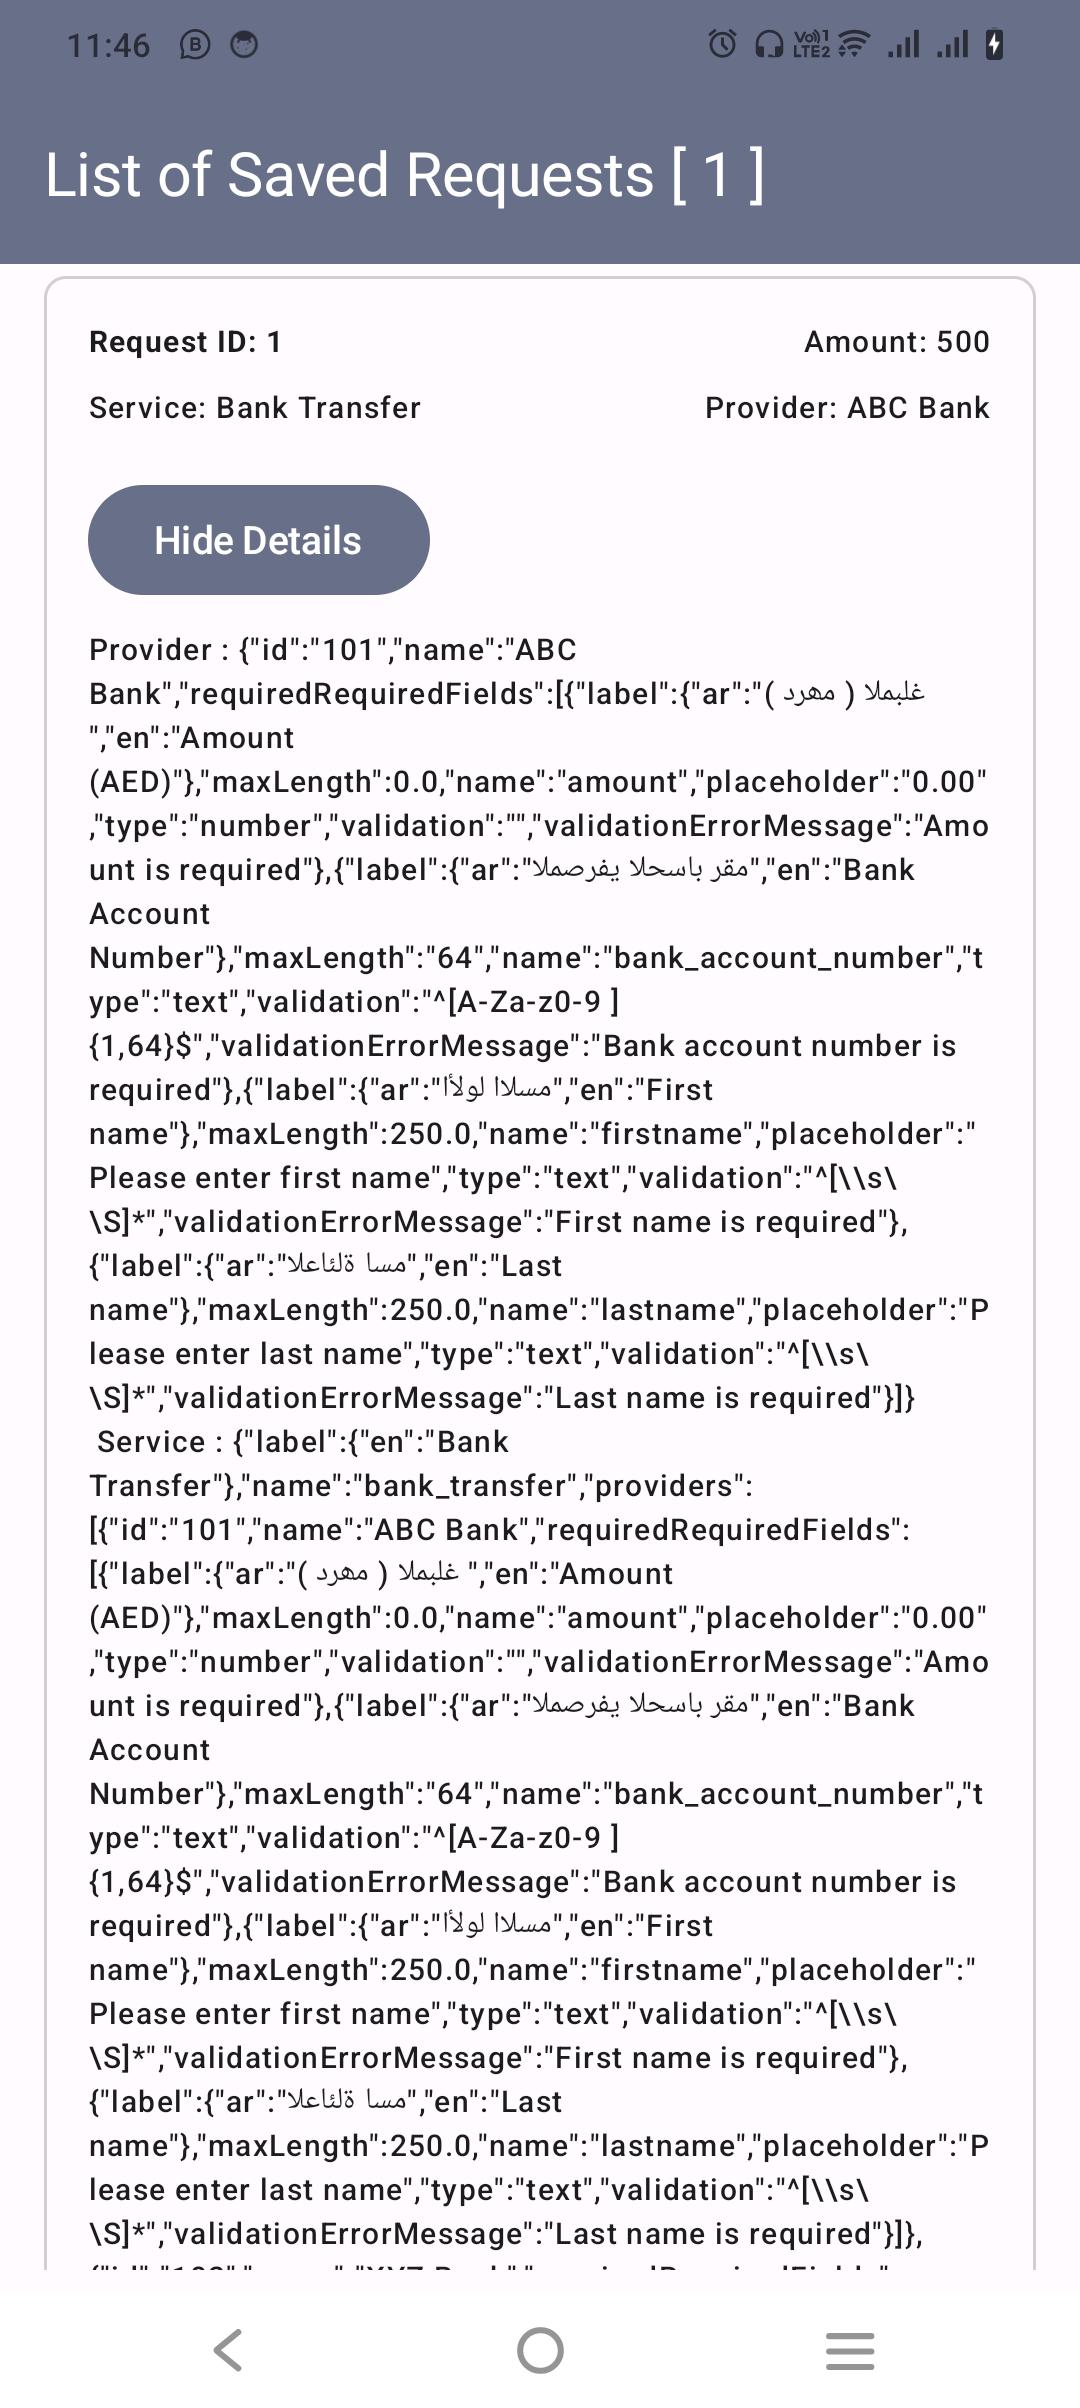 11:46
Vo)) 1
LTE2
List of Saved Requests [ 1 ]
Request ID: 1
Amount: 500
Service: Bank Transfer
Provider: ABC Bank
Hide Details
Provider : {"id":"101","name":"ABC
Bank","requiredRequiredFields":[{"label":{"ar":"غلبملا ( مهرد )
","en":"Amount
(AED)"},"maxLength":0.0,"name":"amount","placeholder":"0.00"
,"type":"number","validation":"","validationErrorMessage":"Amo
unt is required"},{"label":{"ar":"مقر باسحلا يفرصملا","en":"Bank
Account
Number"},"maxLength":"64","name":"bank_account_number","t
ype":"text","validation":"^[A-Za-z0-9 ]
{1,64}$","validationErrorMessage":"Bank account number is
required"},{"label":{"ar":"مسلاا لولأا","en":"First
name"},"maxLength":250.0,"name":"firstname","placeholder":"
Please enter first name","type":"text","validation":"^[\\s\
\S]*","validationErrorMessage":"First name is required"},
{"label":{"ar":"مسا ةلئاعلا","en":"Last
name"},"maxLength":250.0,"name":"lastname","placeholder":"P
lease enter last name","type":"text","validation":"^[\\s\
\S]*","validationErrorMessage":"Last name is required"}]}
Service : {"label":{"en":"Bank
Transfer"},"name":"bank_transfer","providers":
[{"id":"101","name":"ABC Bank","requiredRequiredFields":
[{"label":{"ar":"غلبملا ( مهرد ) ","en":"Amount
(AED)"},"maxLength":0.0,"name":"amount","placeholder":"0.00"
,"type":"number","validation":"","validationErrorMessage":"Amo
unt is required"},{"label":{"ar":"مقر باسحلا يفرصملا","en":"Bank
Account
Number"},"maxLength":"64","name":"bank_account_number","t
ype":"text","validation":"^[A-Za-z0-9 ]
{1,64}$","validationErrorMessage":"Bank account number is
required"},{"label":{"ar":"مسلاا لولأا","en":"First
name"},"maxLength":250.0,"name":"firstname","placeholder":"
Please enter first name","type":"text","validation":"^[\\s\
\S]*","validationErrorMessage":"First name is required"},
{"label":{"ar":"مسا ةلئاعلا","en":"Last
name"},"maxLength":250.0,"name":"lastname","placeholder":"P
lease enter last name","type":"text","validation":"^[\\s\
\S]*","validationErrorMessage":"Last name is required"}]},